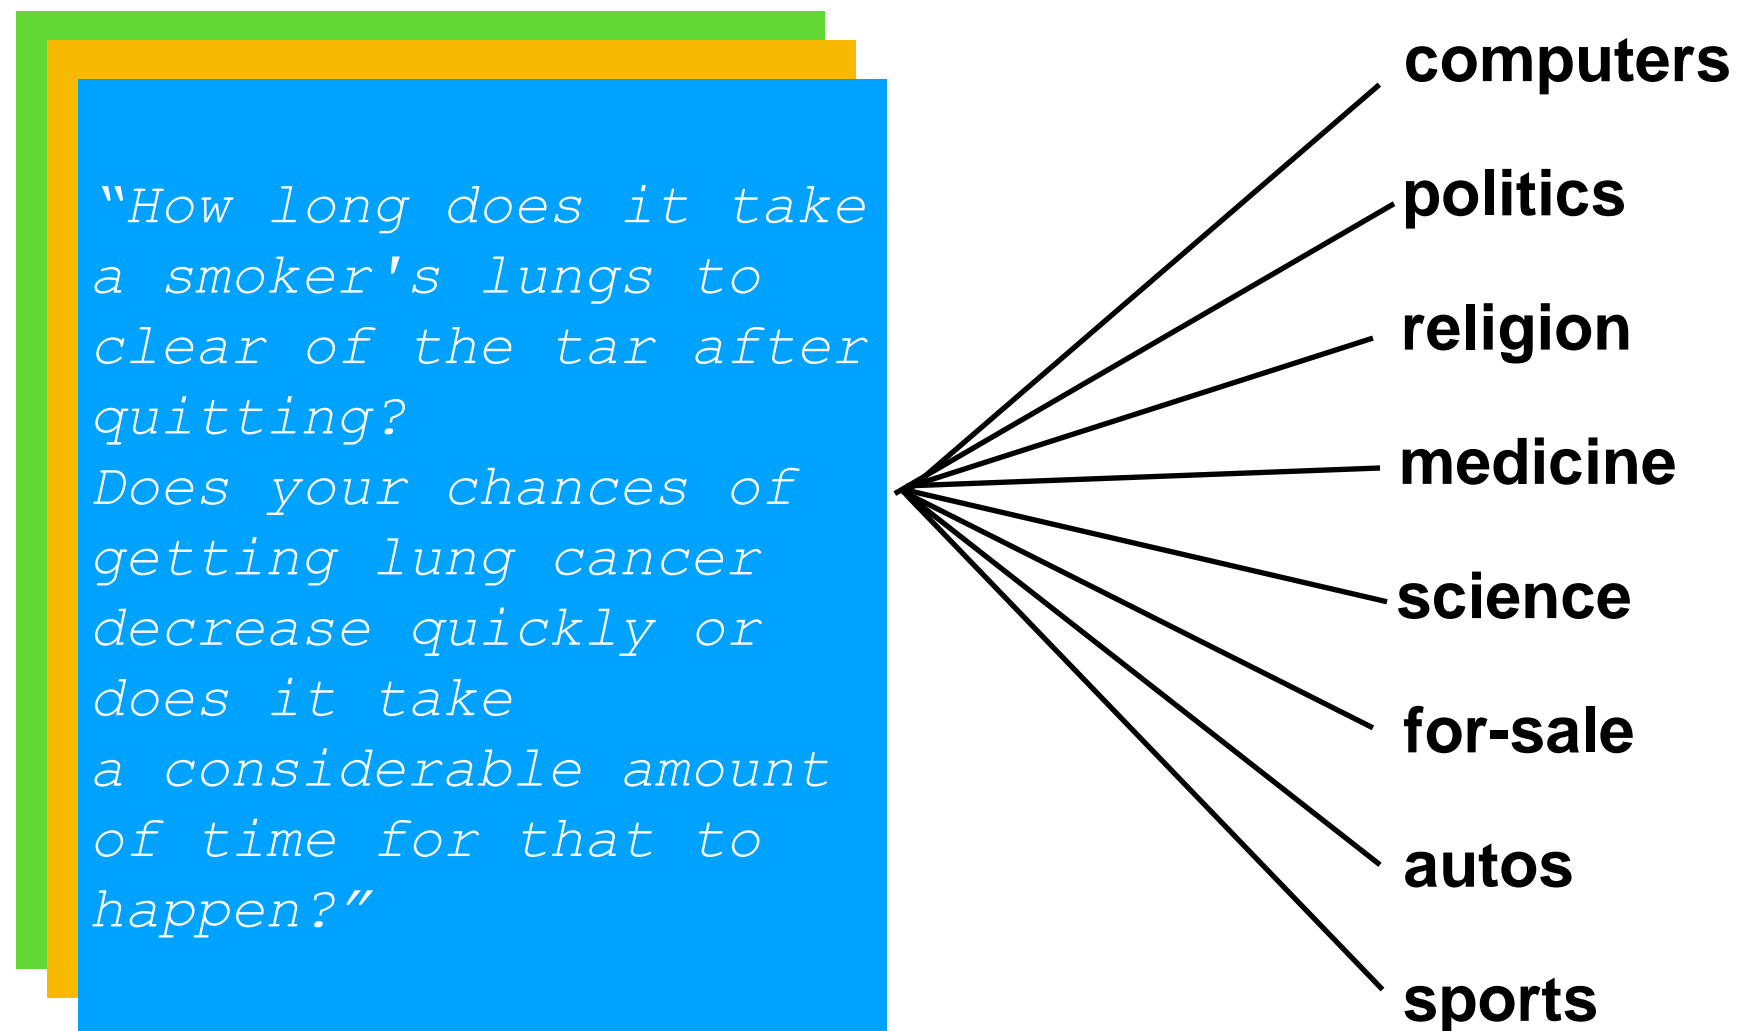 “How long does it take
a smoker's lungs to
clear of the tar after
quitting?
Does your chances of
getting lung cancer
decrease quickly or
does it take
a considerable amount
of time for that to
happen?”
computers
politics
religion
medicine
science
for-sale
autos
sports